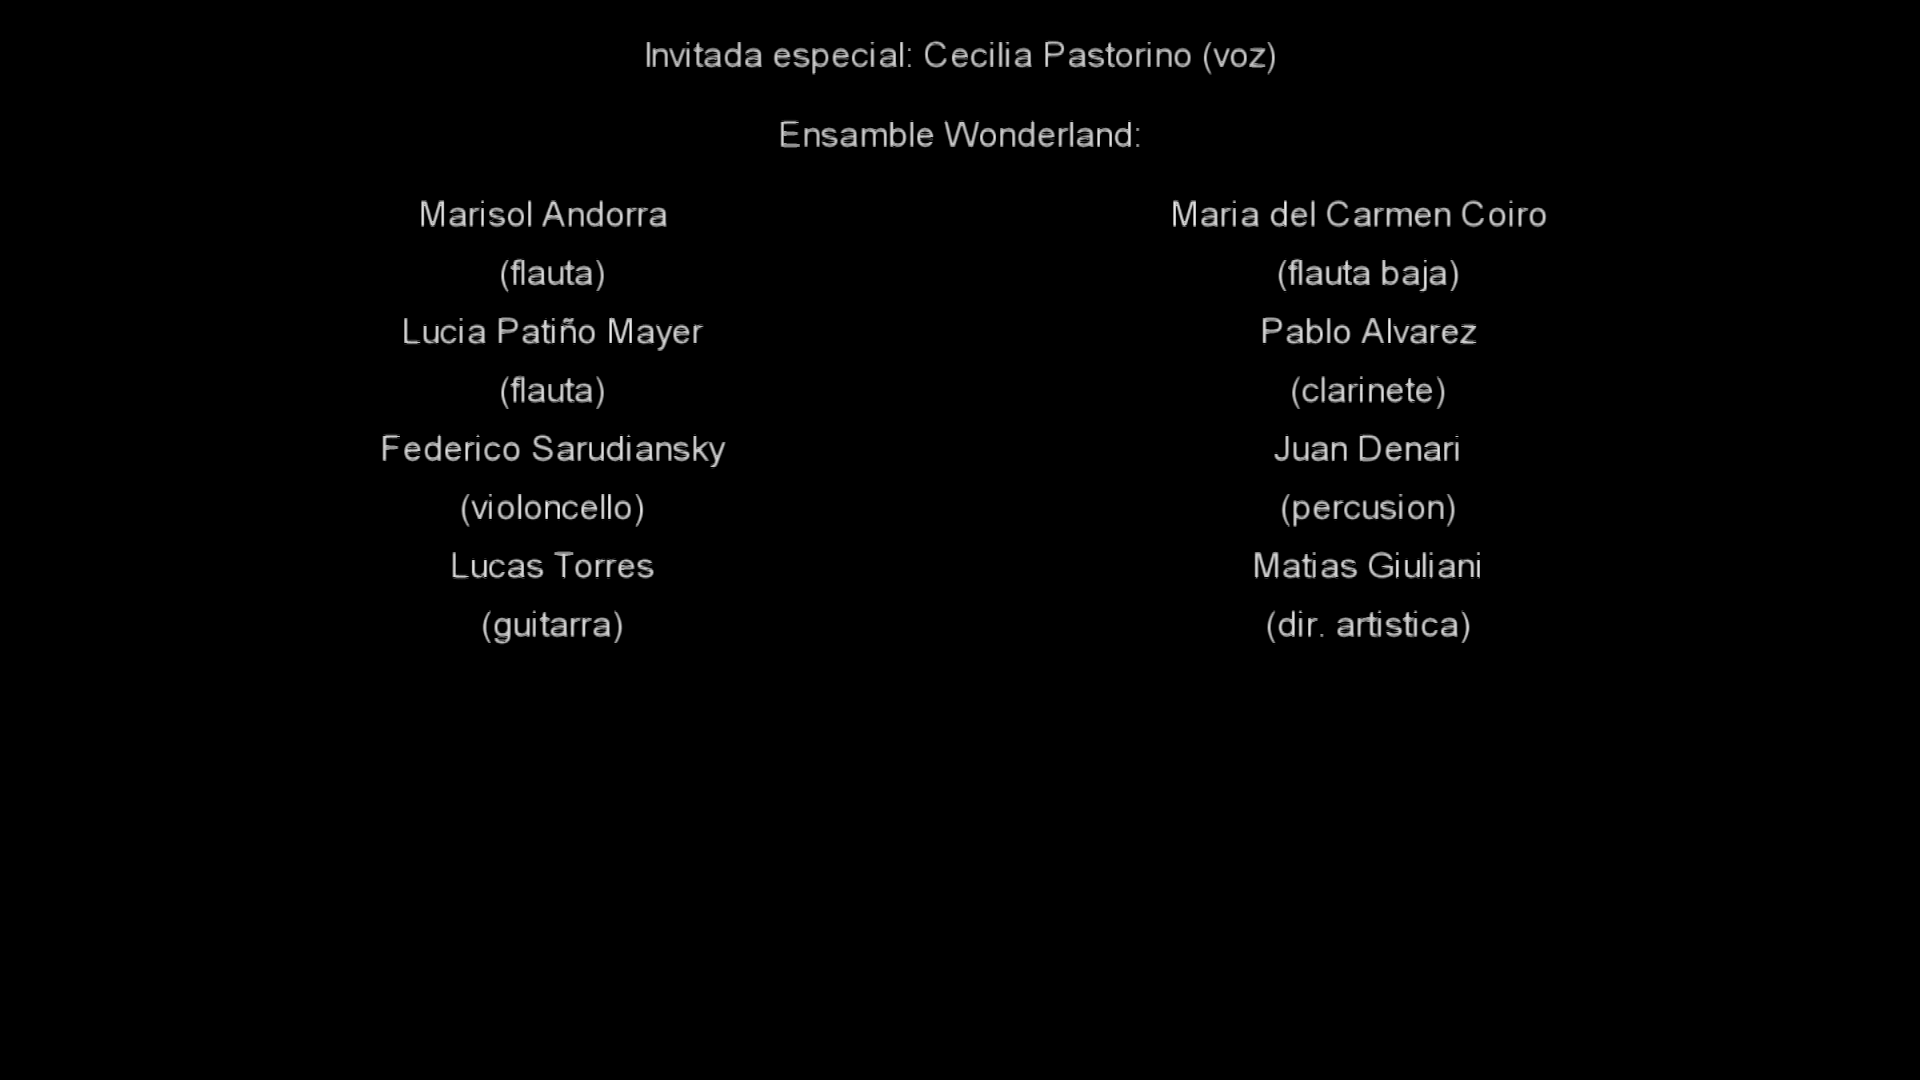 Invitada especial: Cecilia Pastorino (voz)
Ensamble Wonderland:
Marisol Andorra
(flauta)
Lucia Patiño Mayer
(flauta)
Federico Sarudiansky
(violoncello)
Lucas Torres
(guitarra)
Maria del Carmen Coiro
(flauta baja)
Pablo Alvarez
(clarinete)
Juan Denari
(percusion)
Matias Giuliani
(dir. artistica)